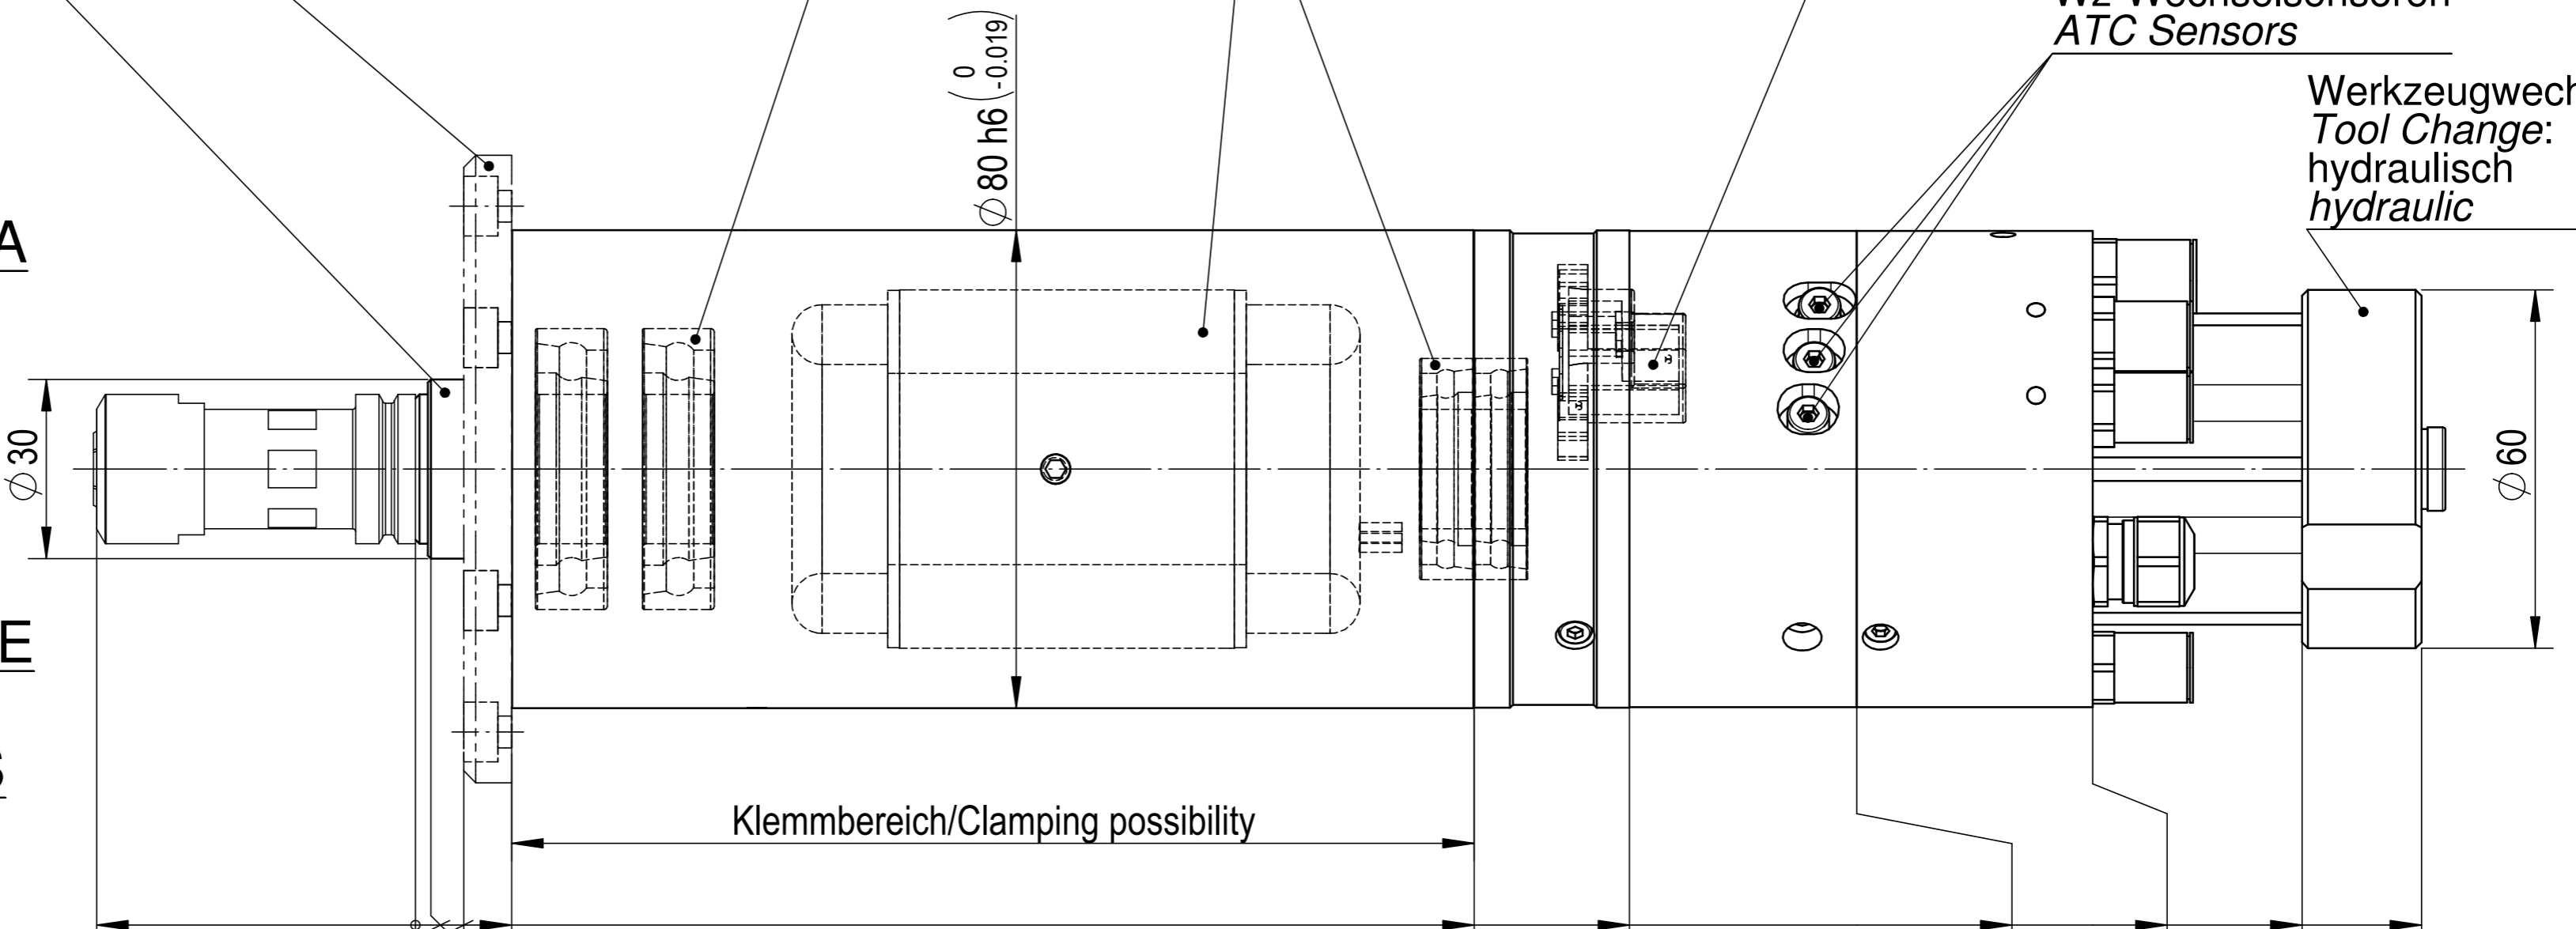 ATC Sensors
Werkzeugwech
Tool Change:
hydraulisch
hydraulic
⌀ 80 h6 ( 0 -0.019 )
A
⌀ 30
⌀ 60
E
Klemmbereich/Clamping possibility